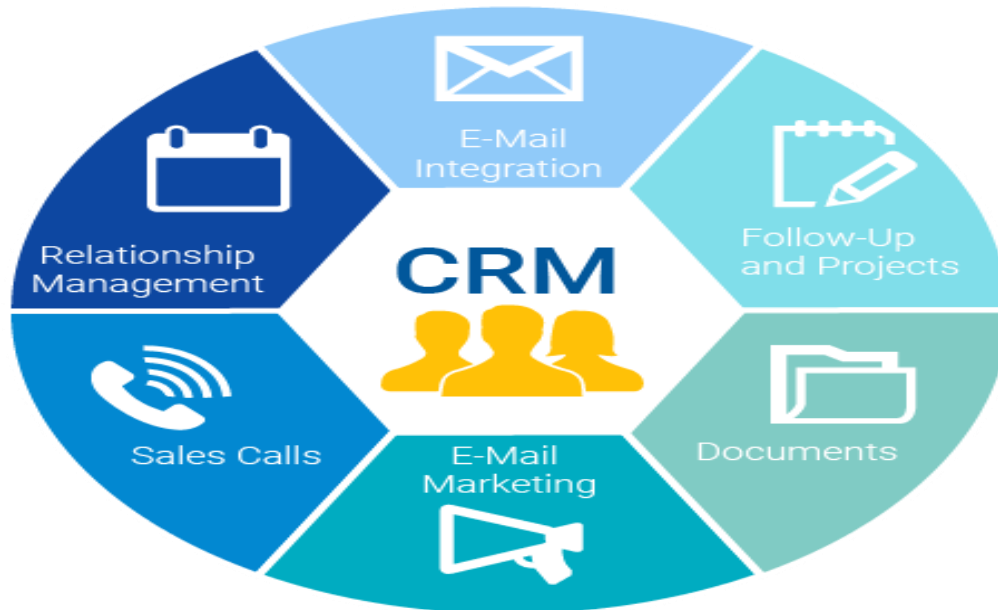 E-Mail
Integration
Follow-Up
and Projects
Documents
E-Mail
Marketing
Sales Calls
Relationship
Management
CRM